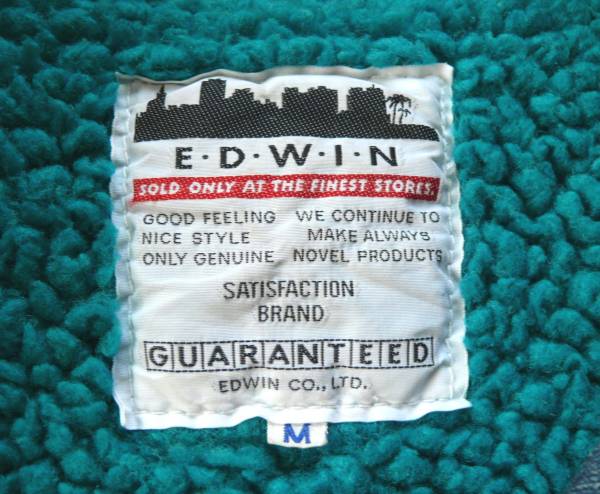 E·D·W·I·N
SOLD ONLY AT THE FINEST STORES.
GOOD FEELING WE CONTINUE TO
NICE STYLE MAKE ALWAYS
ONLY GENUINE NOVEL PRODUCTS
SATISFACTION
BRAND
GUARANTEED
EDWIN CO., LTD.
M